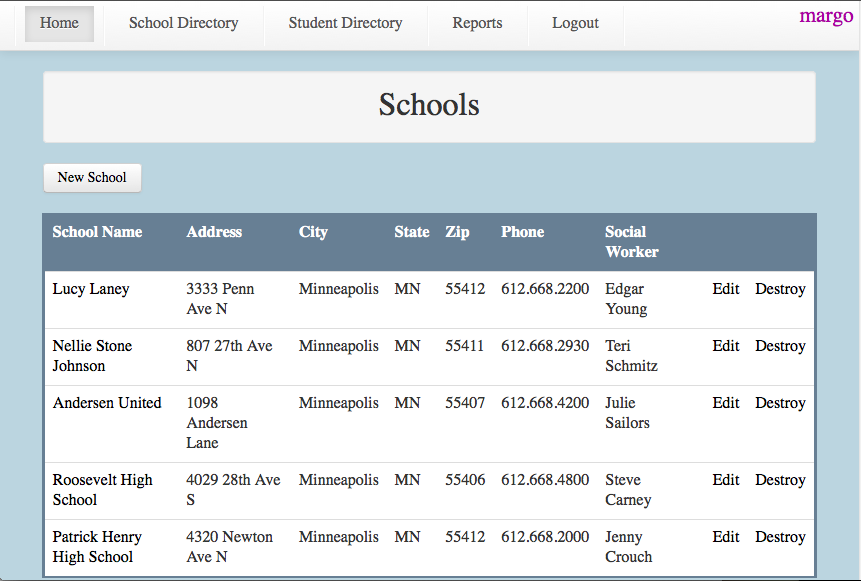 Home School Directory Student Directory Reports Logout margo
Schools
New School
School Name Address City State Zip Phone Social
Worker
Lucy Laney 3333 Penn Minneapolis MN 55412 612.668.2200 Edgar Edit Destroy
Ave N Young
Nellie Stone 807 27th Ave Minneapolis MN 55411 612.668.2930 Teri Edit Destroy
Johnson N Schmitz
Andersen United 1098 Minneapolis MN 55407 612.668.4200 Julie Edit Destroy
Andersen Sailors
Lane
Roosevelt High 4029 28th Ave Minneapolis MN 55406 612.668.4800 Steve Edit Destroy
School S Carney
Patrick Henry 4320 Newton Minneapolis MN 55412 612.668.2000 Jenny Edit Destroy
High School Ave N Crouch